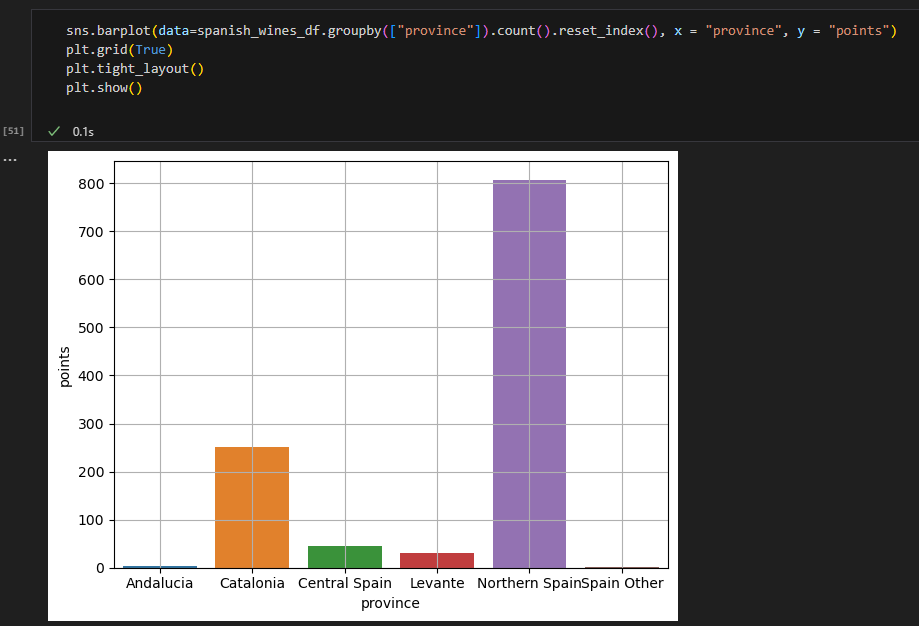 sns.barplot(data=spanish_wines_df.groupby(["province"]).count().reset_index(), x = "province", y = "points")
plt.grid(True)
plt.tight_layout()
plt.show()
[51]
0.1s
...
800
700
600
500
400
300
200
100
0
points
Andalucia Catalonia Central Spain Levante Northern Spain Spain Other
province